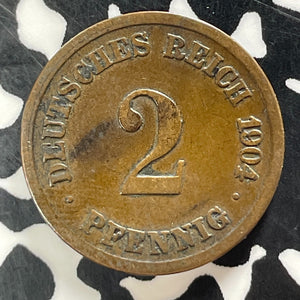 · DEUTSCHES REICH 1904 ·
2
PFENNIG